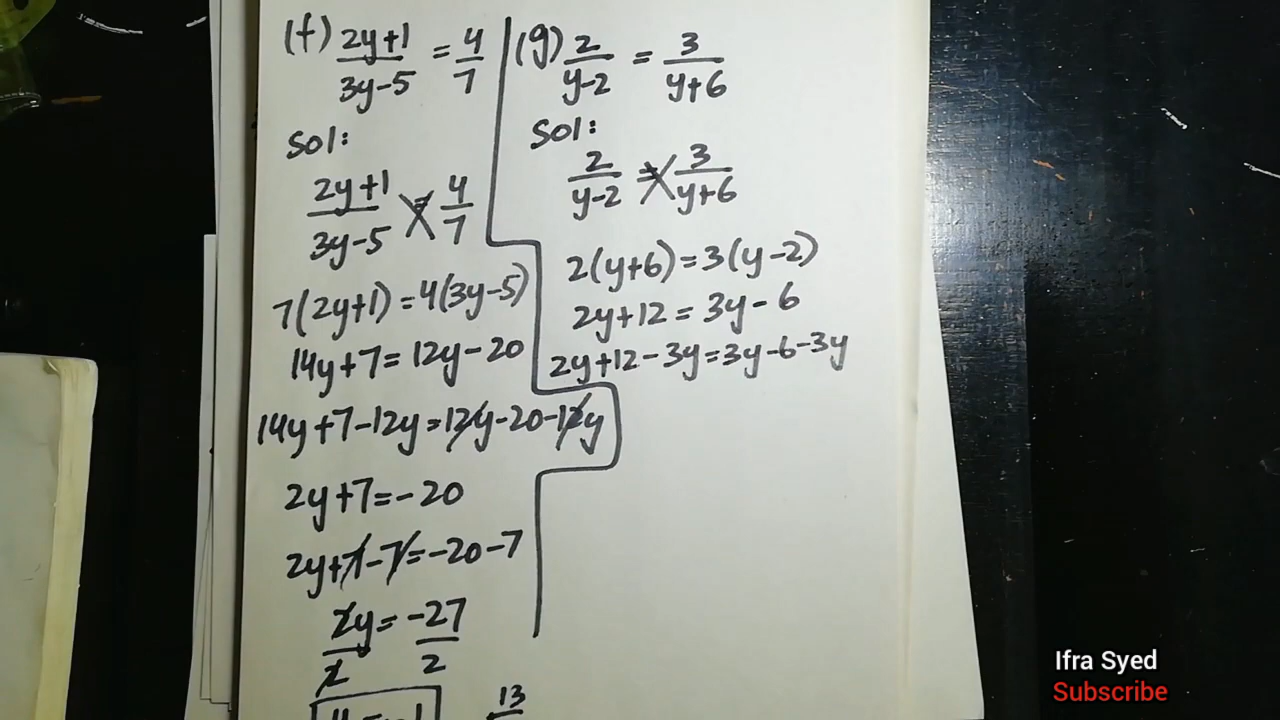 (f) 2y+1/3y-5 = 4/7
Sol:
2y+1/3y-5 = 4/7
7(2y+1)=4(3y-5)
14y+7=12y-20
14y+7-12y=12y-20-12y
2y+7=-20
2y+7-7=-20-7
2y/2=-27/2
13
(g) 2/y-2 = 3/y+6
Sol:
2/y-2 = 3/y+6
2(y+6)=3(y-2)
2y+12=3y-6
2y+12-3y=3y-6-3y
Ifra Syed
Subscribe